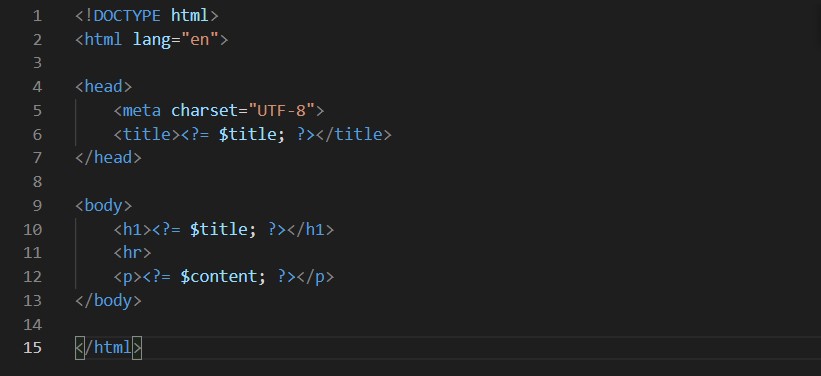 1 <!DOCTYPE html>
2 <html lang="en">
3
4 <head>
5     <meta charset="UTF-8">
6     <title><?= $title; ?></title>
7 </head>
8
9 <body>
10     <h1><?= $title; ?></h1>
11     <hr>
12     <p><?= $content; ?></p>
13 </body>
14
15 </html>